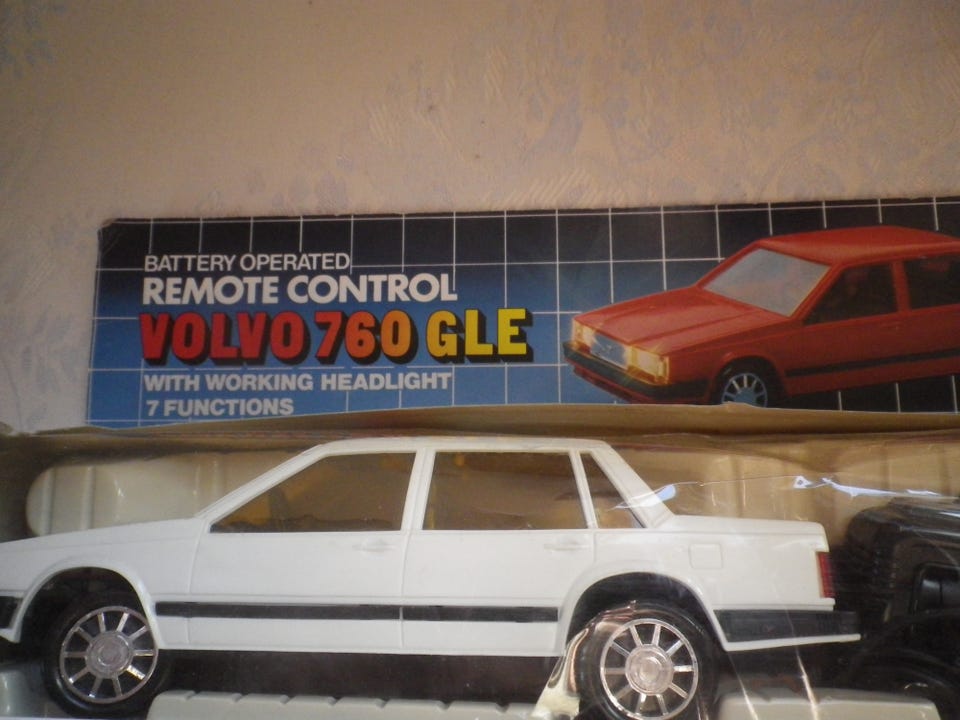 BATTERY OPERATED
REMOTE CONTROL
VOLVO 760 GLE
WITH WORKING HEADLIGHT
7 FUNCTIONS